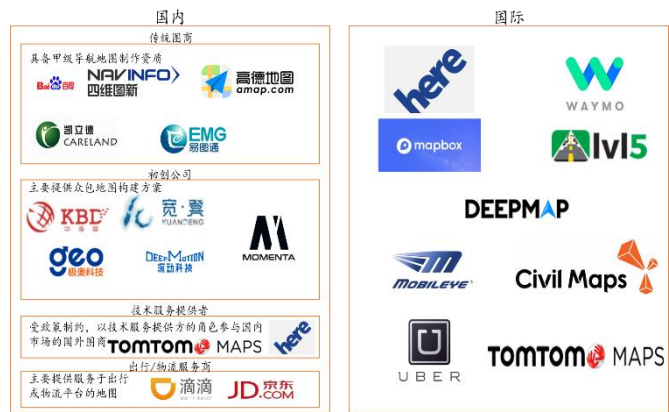 国内
传统图商
具备甲级导航地图制作资质
Bai 百度
NAVINFO
四维图新
高德地图
amap.com
凯立德
CARELAND
EMG
易图通
初创公司
主要提供众包地图构建方案
KBD
宽·凳
KUANDENG
MOMENTA
geo
极奥科技
DEEPMOTION
深动科技
技术服务提供者
受政策制约，以技术服务提供方的角色参与国内
市场的国外图商
TOMTOM MAPS
here
出行/物流服务商
主要提供服务于出行
或物流平台的地图
滴滴
JD.京东
.COM
国际
here
WAYMO
mapbox
lvl5
DEEPMAP
MOBILEYE
Civil Maps
U
UBER
TOMTOM MAPS